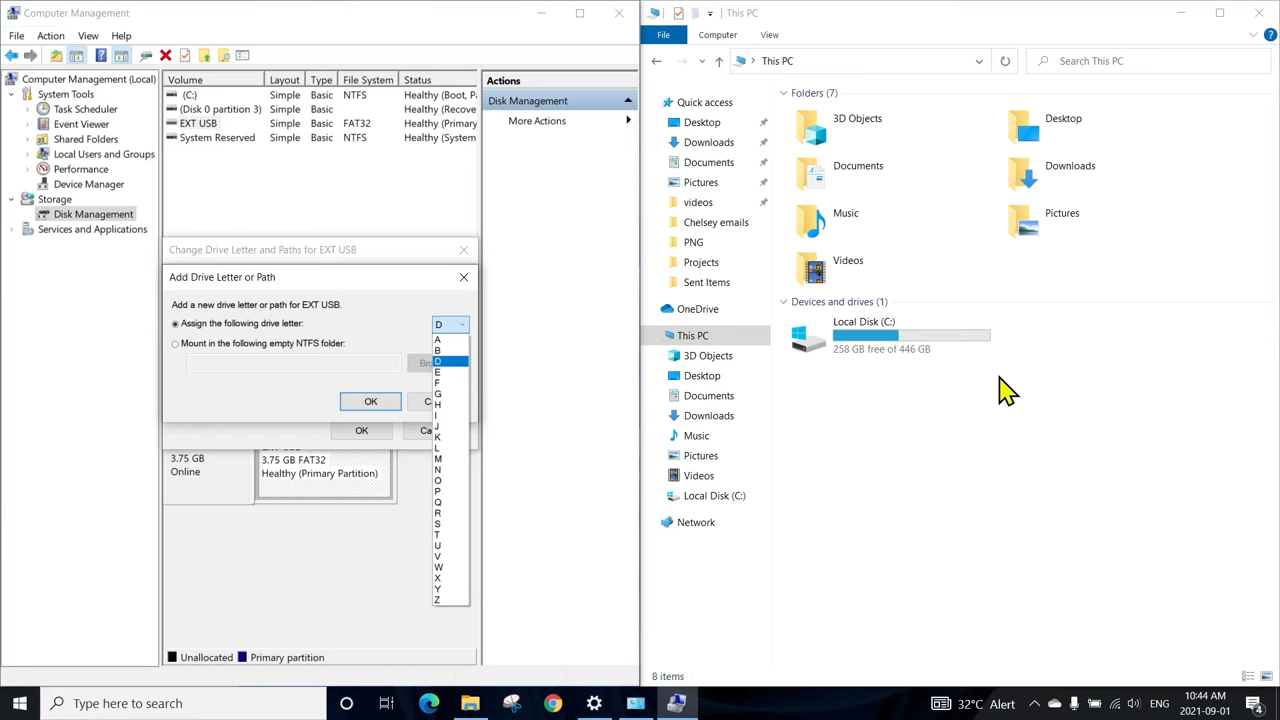 Computer Management
File Action View Help
Computer Management (Local)
System Tools
Task Scheduler
Event Viewer
Shared Folders
Local Users and Groups
Performance
Device Manager
Storage
Disk Management
Services and Applications
Volume Layout Type File System Status
(C:) Simple Basic NTFS Healthy (Boot, P
(Disk 0 partition 3) Simple Basic Healthy (Recove
EXT USB Simple Basic FAT32 Healthy (Primary
System Reserved Simple Basic NTFS Healthy (System
Actions
Disk Management
More Actions
Change Drive Letter and Paths for EXT USB
Add Drive Letter or Path
Add a new drive letter or path for EXT USB.
Assign the following drive letter: D
Mount in the following empty NTFS folder:
Bro
OK C
OK Ca
A
B
D
E
F
G
H
I
J
K
L
M
N
O
P
Q
R
S
T
U
V
W
X
Y
Z
3.75 GB
Online
3.75 GB FAT32
Healthy (Primary Partition)
Unallocated Primary partition
This PC
File Computer View
This PC
Search This PC
Quick access
Desktop
Downloads
Documents
Pictures
videos
Chelsey emails
PNG
Projects
Sent Items
OneDrive
This PC
3D Objects
Desktop
Documents
Downloads
Music
Pictures
Videos
Local Disk (C:)
Network
Folders (7)
3D Objects
Desktop
Documents
Downloads
Music
Pictures
Videos
Devices and drives (1)
Local Disk (C:)
258 GB free of 446 GB
8 items
Type here to search
32°C Alert
ENG
10:44 AM
2021-09-01
4